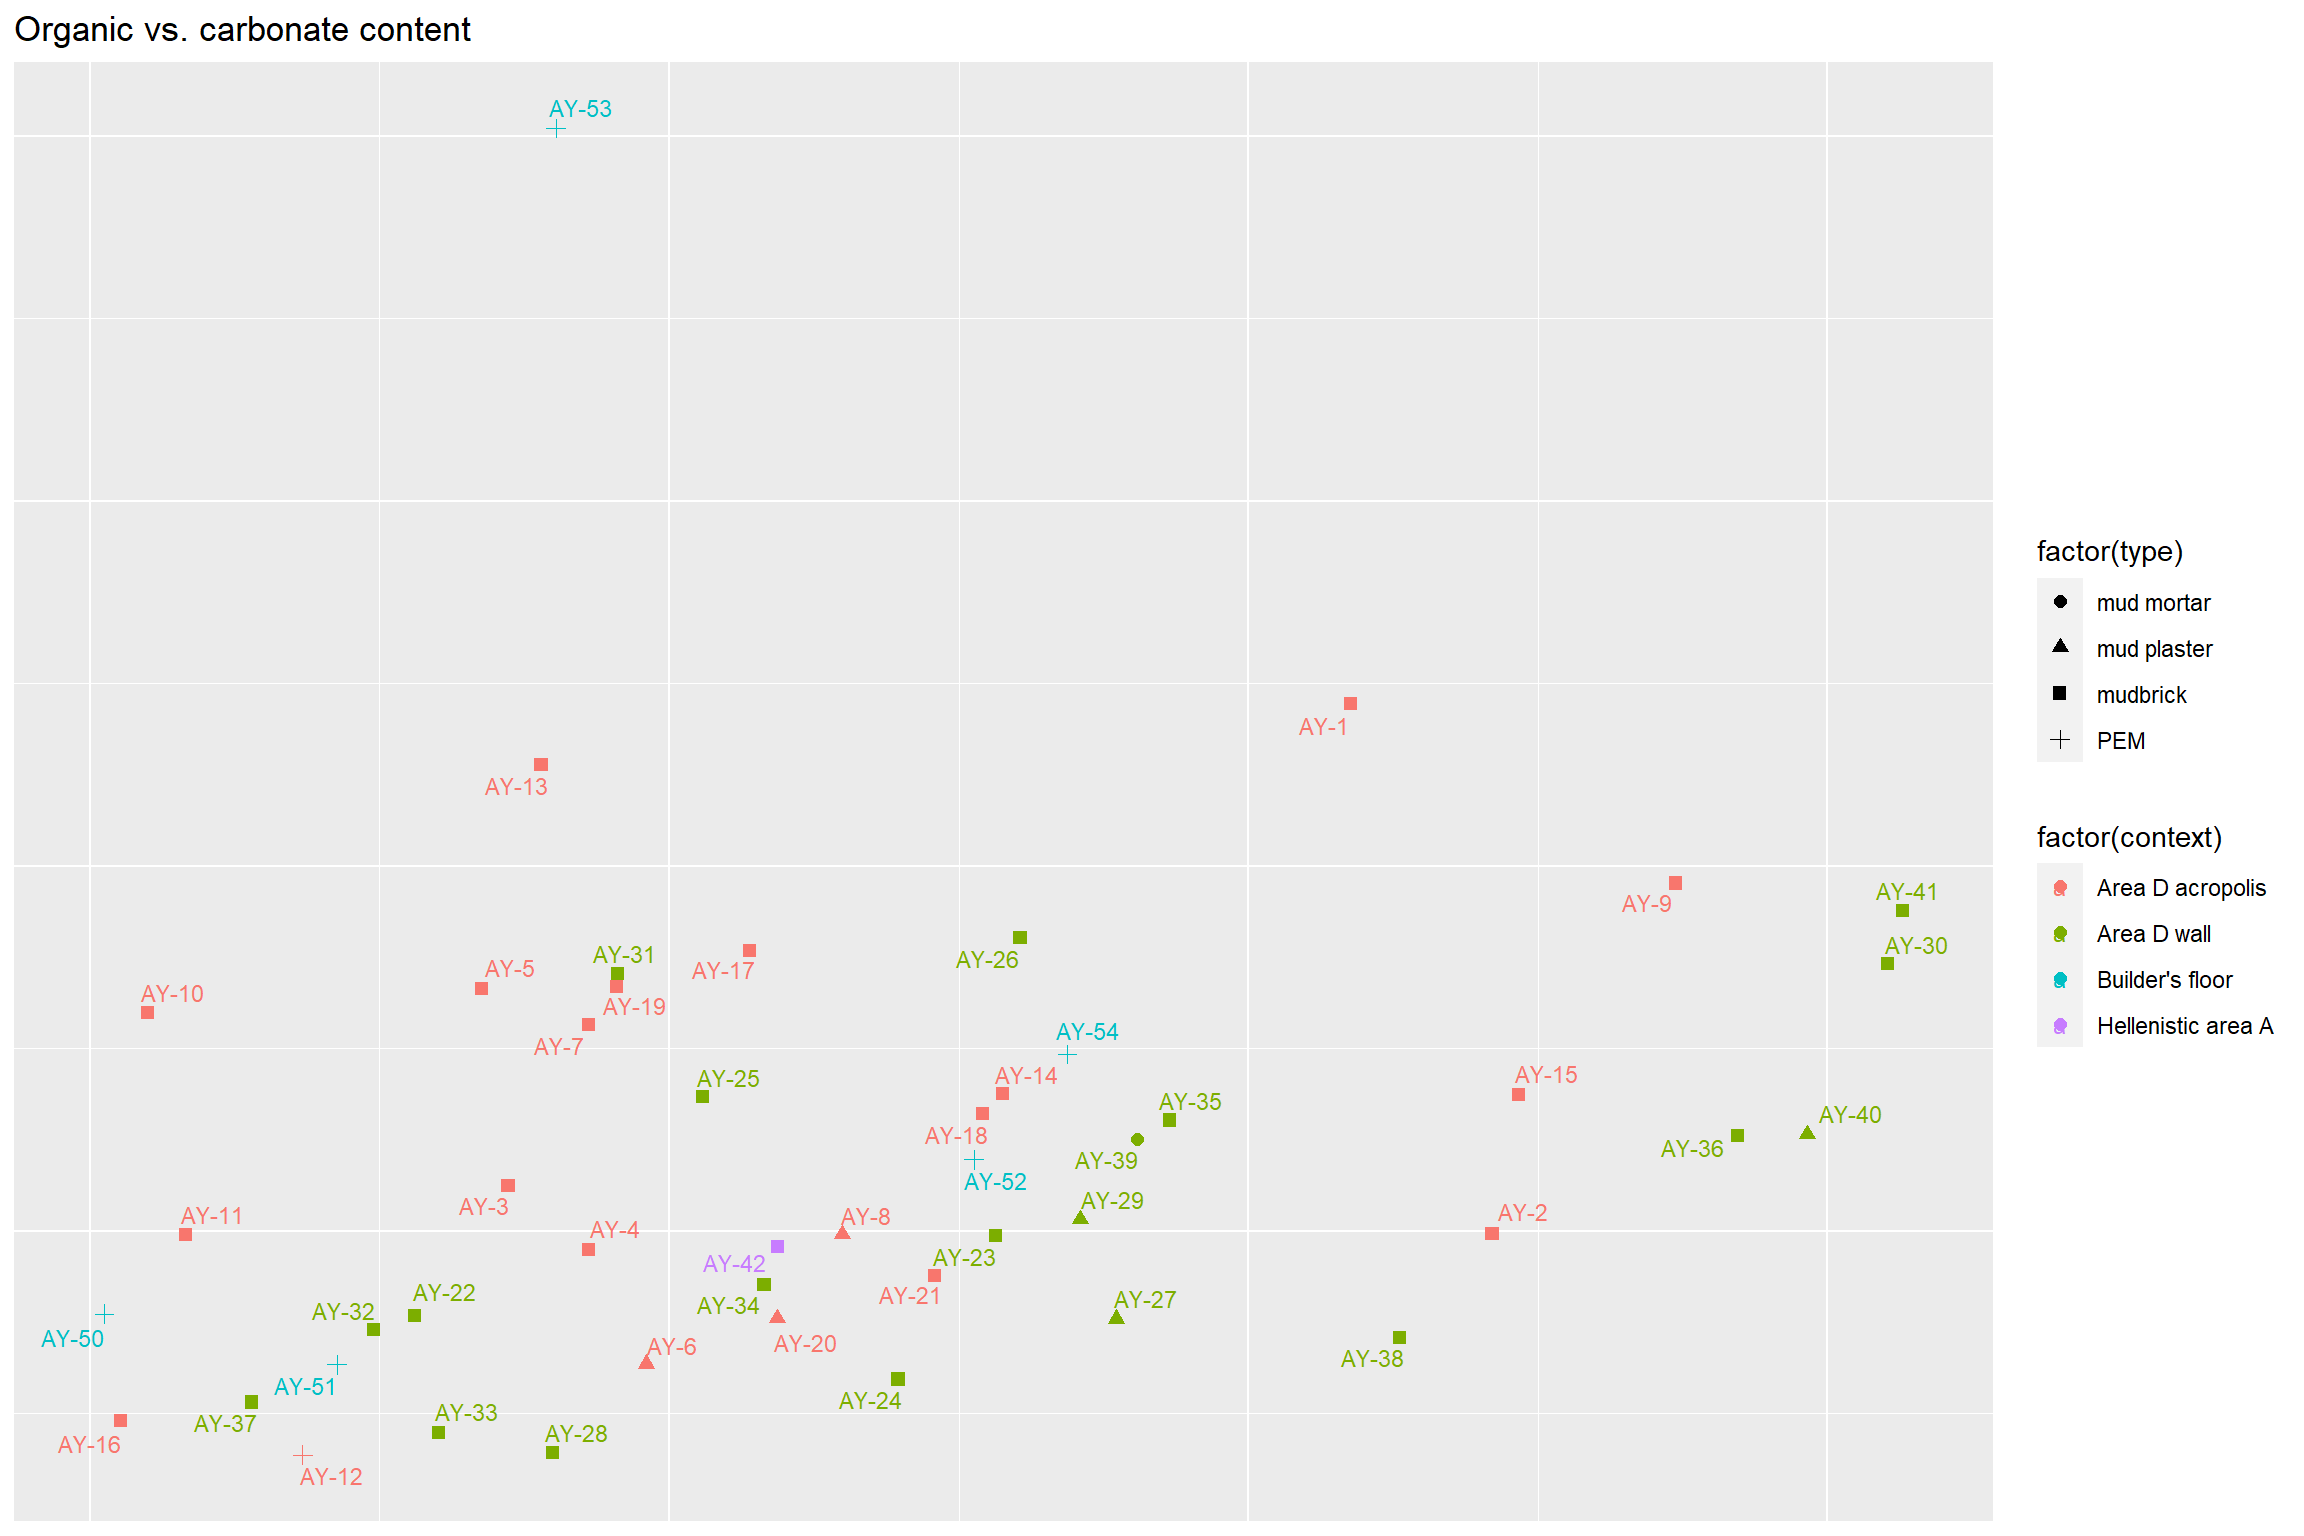 Organic vs. carbonate content
AY-53
AY-1
AY-13
AY-9
AY-41
AY-31
AY-30
AY-26
AY-5
AY-17
AY-10
AY-19
AY-54
AY-7
AY-14
AY-15
AY-25
AY-35
AY-40
AY-18
AY-36
AY-39
AY-52
AY-29
AY-3
AY-2
AY-11
AY-8
AY-4
AY-23
AY-42
AY-22
AY-21
AY-27
AY-34
AY-32
AY-50
AY-20
AY-6
AY-38
AY-51
AY-24
AY-33
AY-37
AY-28
AY-16
AY-12
factor(type)
mud mortar
mud plaster
mudbrick
PEM
factor(context)
a Area D acropolis
a Area D wall
a Builder's floor
a Hellenistic area A